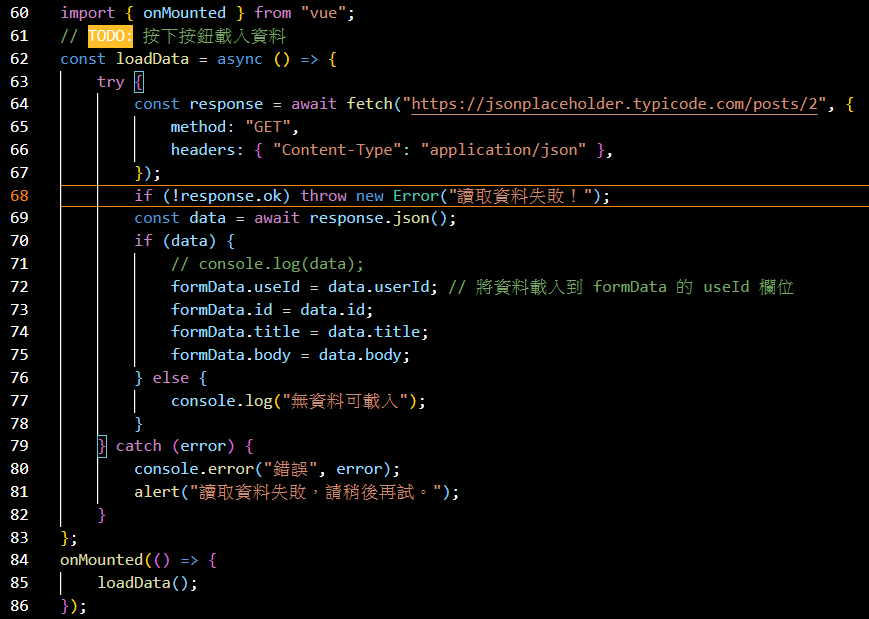 60 import { onMounted } from "vue";
61 // TODO: 按下按鈕載入資料
62 const loadData = async () => {
63 try {
64 const response = await fetch("https://jsonplaceholder.typicode.com/posts/2", {
65 method: "GET",
66 headers: { "Content-Type": "application/json" },
67 });
68 if (!response.ok) throw new Error("讀取資料失敗！");
69 const data = await response.json();
70 if (data) {
71 // console.log(data);
72 formData.useId = data.userId; // 將資料載入到 formData 的 useId 欄位
73 formData.id = data.id;
74 formData.title = data.title;
75 formData.body = data.body;
76 } else {
77 console.log("無資料可載入");
78 }
79 } catch (error) {
80 console.error("錯誤", error);
81 alert("讀取資料失敗，請稍後再試。");
82 }
83 };
84 onMounted(() => {
85 loadData();
86 });